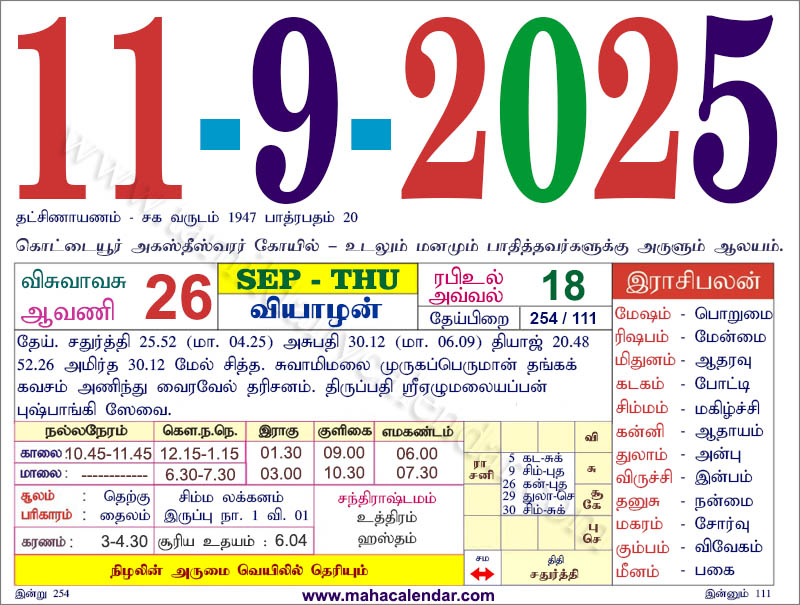 11-9-2025
தட்சிணாயணம் - சக வருடம் 1947 பாத்ரபதம் 20
கொட்டையூர் அகஸ்தீஸ்வரர் கோயில் – உடலும் மனமும் பாதித்தவர்களுக்கு அருளும் ஆலயம்.
விசுவாவசு
ஆவணி 26
SEP - THU
வியாழன்
ரபிஉல்
அவ்வல் 18
தேய்பிறை 254 / 111
தேய். சதுர்த்தி 25.52 (மா. 04.25) அசுபதி 30.12 (மா. 06.09) தியாஜ் 20.48
52.26 அமிர்த 30.12 மேல் சித்த. சுவாமிமலை முருகப்பெருமான் தங்கக்
கவசம் அணிந்து வைரவேல் தரிசனம். திருப்பதி ஸ்ரீஏழுமலையப்பன்
புஷ்பாங்கி ஸேவை.
இராசிபலன்
மேஷம் - பொறுமை
ரிஷபம் - மேன்மை
மிதுனம் - ஆதரவு
கடகம் - போட்டி
சிம்மம் - மகிழ்ச்சி
கன்னி - ஆதாயம்
துலாம் - அன்பு
விருச்சி - இன்பம்
தனுசு - நன்மை
மகரம் - சோர்வு
கும்பம் - விவேகம்
மீனம் - பகை
நல்லநேரம் கௌ.ந.நெ. இராகு குளிகை எமகண்டம்
காலை: 10.45-11.45 12.15-1.15 01.30 09.00 06.00
மாலை: ------------ 6.30-7.30 03.00 10.30 07.30
சூலம் : தெற்கு
பரிகாரம் : தைலம்
சிம்ம லக்கனம்
இருப்பு நா. 1 வி. 01
கரணம் : 3-4.30
சூரிய உதயம் : 6.04
சந்திராஷ்டமம்
உத்திரம்
ஹஸ்தம்
ரா
சனி
5 கட-சுக்
9 சிம்-புத
26 கன்-புத
29 துலா-செ
30 சிம்-சுக்
வி
சு
சூ
கே
பு
செ
சம
திதி
சதுர்த்தி
நிழலின் அருமை வெயிலில் தெரியும்
இன்று 254
www.mahacalendar.com
இன்னும் 111